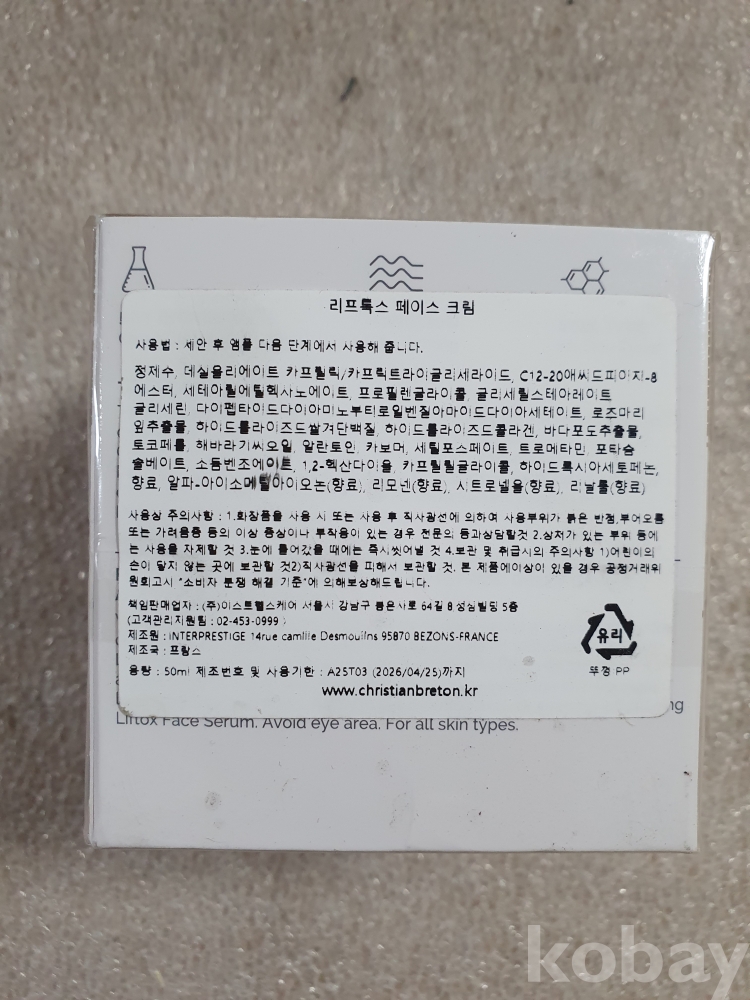 리프톡스 페이스 크림
사용법 : 세안 후 앰플 다음 단계에서 사용해 줍니다.
정제수, 데실올리에이트 카프릴릭/카프릭트라이글리세라이드, C12-20애씨드피이지-8
에스터, 세테아릴에틸헥사노에이트, 프로필렌글라이콜, 글리세릴스테아레이트
글리세린, 다이펩타이드다이아미노부티로일벤질아마이드다이아세테이트, 로즈마리
잎추출물, 하이드롤라이즈드쌀겨단백질, 하이드롤라이즈드콜라겐, 바다포도추출물,
토코페롤, 해바라기씨오일, 알란토인, 카보머, 세틸포스페이트, 트로메타민, 포타슘
솔베이트, 소듐벤조에이트, 1,2-헥산다이올, 카프릴릴글라이콜, 하이드록시아세토페논,
향료, 알파-아이소메틸아이오논(향료), 리모넨(향료), 시트로넬올(향료), 리날룰(향료)
사용상 주의사항 : 1.화장품을 사용 시 또는 사용 후 직사광선에 의하여 사용부위가 붉은 반점,부어오름
또는 가려움증 등의 이상 증상이나 부작용이 있는 경우 전문의 등과상담할것 2.상처가 있는 부위 등에
는 사용을 자제할 것 3.눈에 들어갔을 때에는 즉시씻어낼 것 4.보관 및 취급시의 주의사항 1)어린이의
손이 닿지 않는 곳에 보관할 것2)직사광선을 피해서 보관할 것. 본 제품에이상이 있을 경우 공정거래위
원회고시 "소비자 분쟁 해결 기준"에 의해보상해드립니다.
책임판매업자 : (주)이스트헬스케어 서울시 강남구 봉은사로 64길 8 성심빌딩 5층
(고객관리지원팀 : 02-453-0999 )
제조원 : INTERPRESTIGE 14rue camille Desmoulins 95870 BEZONS-FRANCE
제조국 : 프랑스
유리
뚜껑 PP
용량 : 50ml 제조번호 및 사용기한 : A25T03 (2026/04/25)까지
www.christianbreton.kr
Liftox Face Serum. Avoid eye area. For all skin types.
kobay